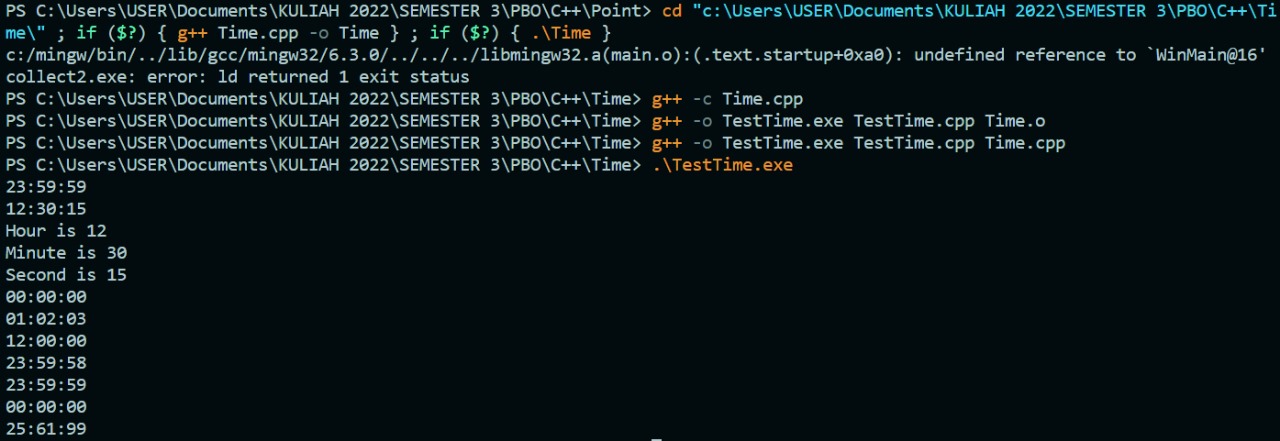 PS C:\Users\USER\Documents\KULIAH 2022\SEMESTER 3\PBO\C++\Point> cd "c:\Users\USER\Documents\KULIAH 2022\SEMESTER 3\PBO\C++\Ti
me\" ; if ($?) { g++ Time.cpp -o Time } ; if ($?) { .\Time }
c:/mingw/bin/../lib/gcc/mingw32/6.3.0/../../../libmingw32.a(main.o):(.text.startup+0xa0): undefined reference to `WinMain@16'
collect2.exe: error: ld returned 1 exit status
PS C:\Users\USER\Documents\KULIAH 2022\SEMESTER 3\PBO\C++\Time> g++ -c Time.cpp
PS C:\Users\USER\Documents\KULIAH 2022\SEMESTER 3\PBO\C++\Time> g++ -o TestTime.exe TestTime.cpp Time.o
PS C:\Users\USER\Documents\KULIAH 2022\SEMESTER 3\PBO\C++\Time> g++ -o TestTime.exe TestTime.cpp Time.cpp
PS C:\Users\USER\Documents\KULIAH 2022\SEMESTER 3\PBO\C++\Time> .\TestTime.exe
23:59:59
12:30:15
Hour is 12
Minute is 30
Second is 15
00:00:00
01:02:03
12:00:00
23:59:58
23:59:59
00:00:00
25:61:99